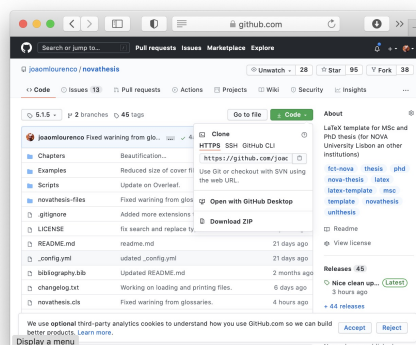 github.com
Search or jump to...
Pull requests Issues Marketplace Explore
joaomlourenco / novathesis
Unwatch 28 Star 95 Fork 38
Code Issues 13 Pull requests Actions Projects Wiki Security Insights
5.1.5 2 branches 45 tags
Go to file Code
joaomlourenco Fixed warining from glo...
Chapters Beautification...
Examples Reduced size of cover fil
Scripts Update on Overleaf.
novathesis-files Fixed warining from glos
.gitignore Added more extensions
LICENSE fix search and replace ty
README.md readme.md 21 days ago
_config.yml udated _config.yml 21 days ago
bibliography.bib Updated README.md 2 months ago
changelog.txt Working on loading and printing files. 6 days ago
novathesis.cls Fixed warining from glossaries. 4 hours ago
Clone
HTTPS SSH GitHub CLI
https://github.com/joac
Use Git or checkout with SVN using
the web URL.
Open with GitHub Desktop
Download ZIP
21 days ago
About
LaTeX template for MSc and
PhD thesis (for NOVA
University Lisbon an other
institutions)
fct-nova thesis phd
nova-thesis latex
latex-template msc
template novathesis
unithesis
Readme
View license
Releases 45
Nice clean up... Latest
3 hours ago
+ 44 releases
We use optional third-party analytics cookies to understand how you use GitHub.com so we can build
better products. Learn more.
Accept Reject
Display a menu